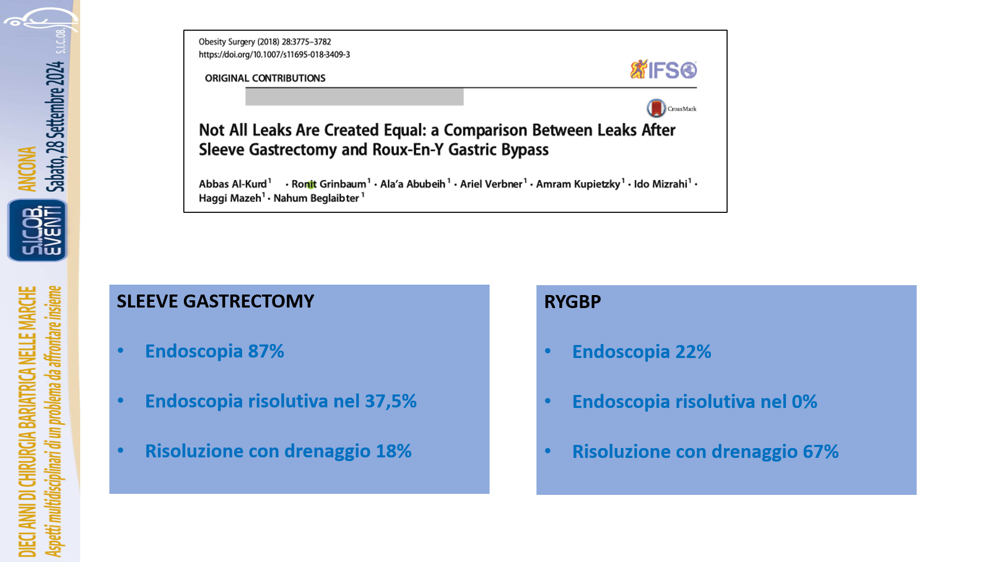 Obesity Surgery (2018) 28:3775–3782
https://doi.org/10.1007/s11695-018-3409-3
ORIGINAL CONTRIBUTIONS
IFSO
CrossMark
Not All Leaks Are Created Equal: a Comparison Between Leaks After
Sleeve Gastrectomy and Roux-En-Y Gastric Bypass
Abbas Al-Kurd¹ · Ronit Grinbaum¹ · Ala’a Abubeih¹ · Ariel Verbner¹ · Amram Kupietzky¹ · Ido Mizrahi¹ ·
Haggi Mazeh¹ · Nahum Beglaibter¹
SLEEVE GASTRECTOMY
• Endoscopia 87%
• Endoscopia risolutiva nel 37,5%
• Risoluzione con drenaggio 18%
RYGBP
• Endoscopia 22%
• Endoscopia risolutiva nel 0%
• Risoluzione con drenaggio 67%
DIECI ANNI DI CHIRURGIA BARIATRICA NELLE MARCHE
Aspetti multidisciplinari di un problema da affrontare insieme
S.I.C.OB.
EVENTI
ANCONA
Sabato, 28 Settembre 2024
S.I.C.OB.